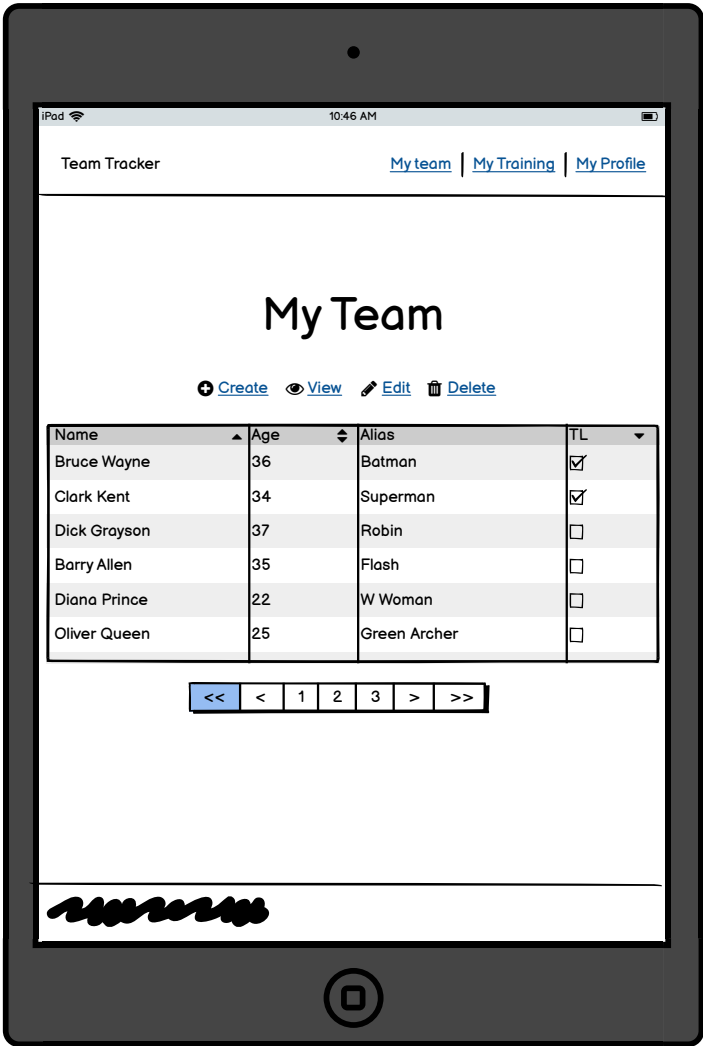 iPad 10:46 AM
Team Tracker My team My Training My Profile
My Team
Create View Edit Delete
Name Age Alias TL
Bruce Wayne 36 Batman
Clark Kent 34 Superman
Dick Grayson 37 Robin
Barry Allen 35 Flash
Diana Prince 22 W Woman
Oliver Queen 25 Green Archer
<< < 1 2 3 > >>